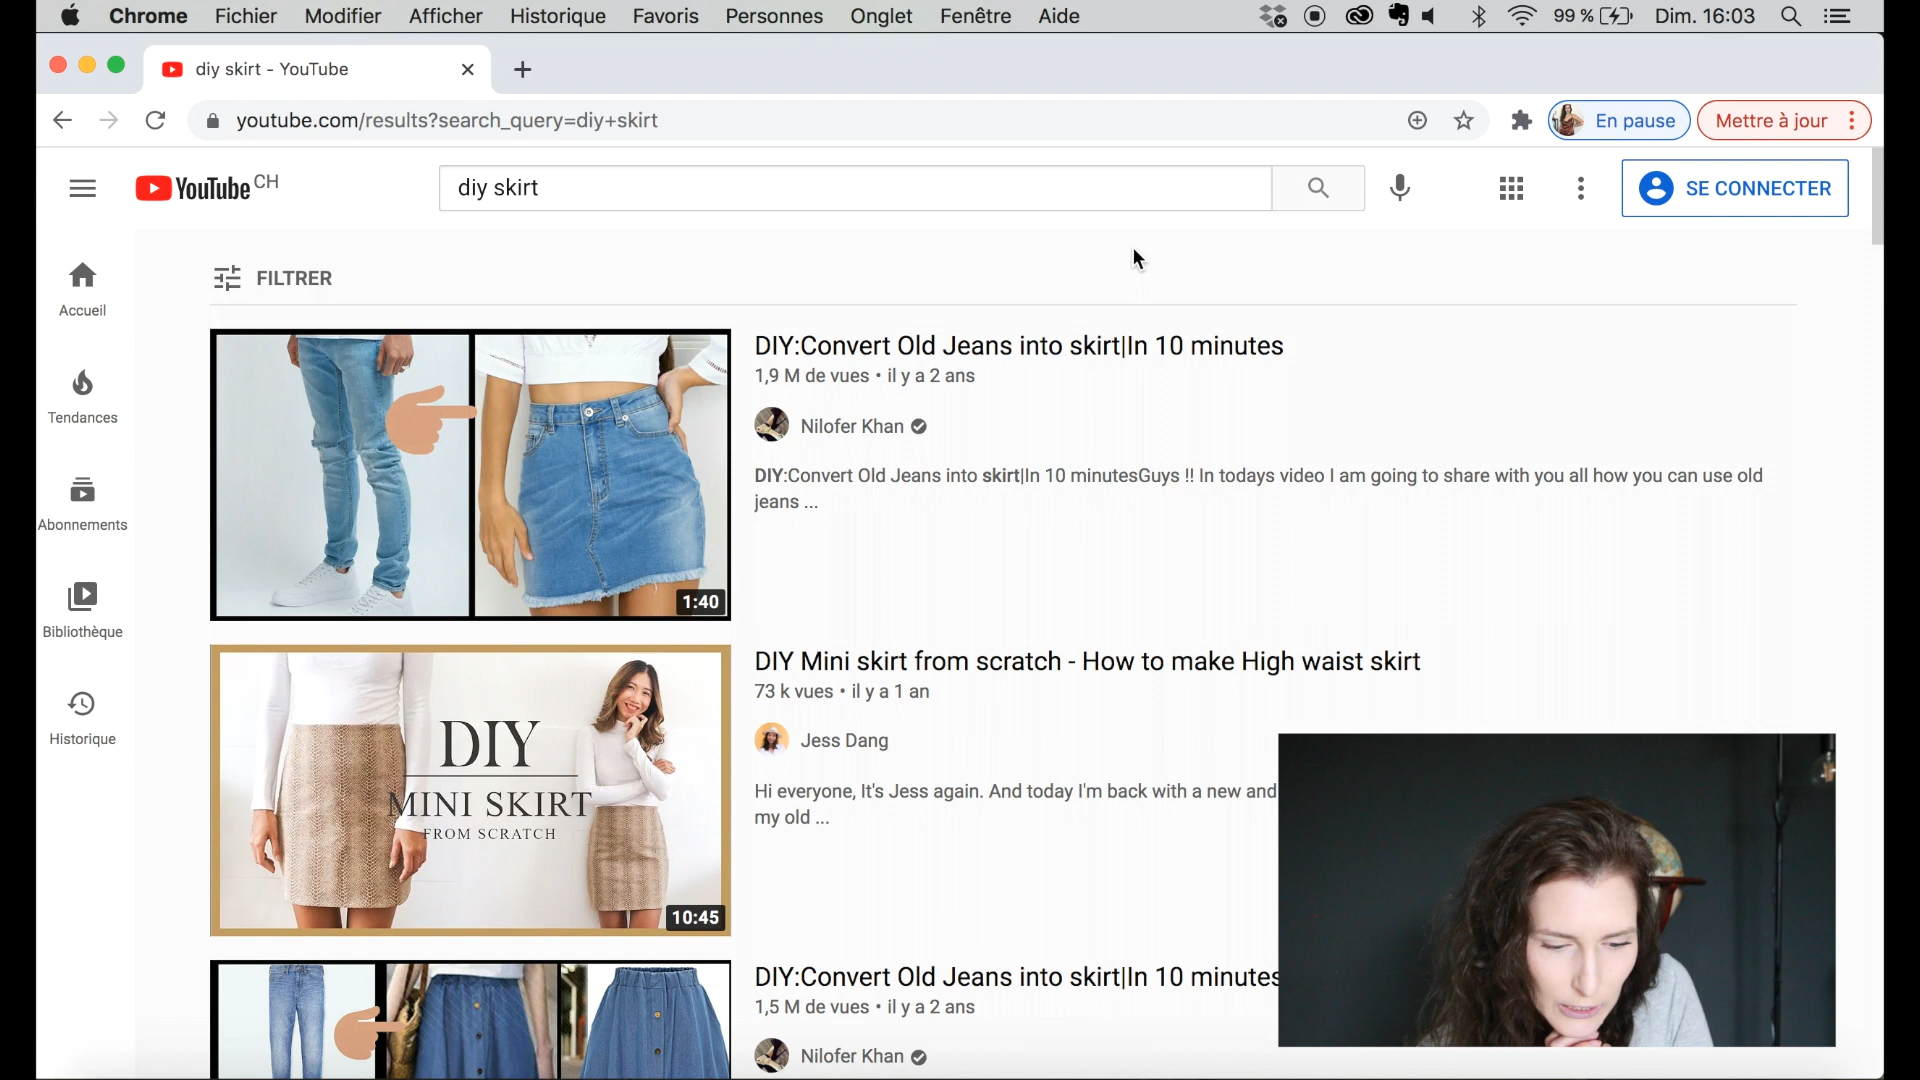 Chrome Fichier Modifier Afficher Historique Favoris Personnes Onglet Fenêtre Aide 99 % Dim. 16:03
diy skirt - YouTube
youtube.com/results?search_query=diy+skirt
En pause
Mettre à jour
YouTube CH
diy skirt
SE CONNECTER
FILTRER
Accueil
Tendances
Abonnements
Bibliothèque
Historique
1:40
DIY:Convert Old Jeans into skirt|In 10 minutes
1,9 M de vues • il y a 2 ans
Nilofer Khan
DIY:Convert Old Jeans into skirt|In 10 minutesGuys !! In todays video I am going to share with you all how you can use old
jeans ...
DIY
MINI SKIRT
FROM SCRATCH
10:45
DIY Mini skirt from scratch - How to make High waist skirt
73 k vues • il y a 1 an
Jess Dang
Hi everyone, It's Jess again. And today I'm back with a new and
my old ...
DIY:Convert Old Jeans into skirt|In 10 minutes
1,5 M de vues • il y a 2 ans
Nilofer Khan